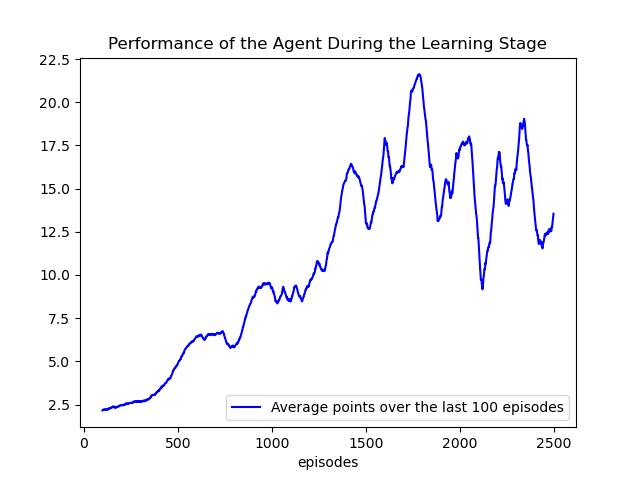 Performance of the Agent During the Learning Stage
22.5
20.0
17.5
15.0
12.5
10.0
7.5
5.0
2.5
Average points over the last 100 episodes
0 500 1000 1500 2000 2500
episodes